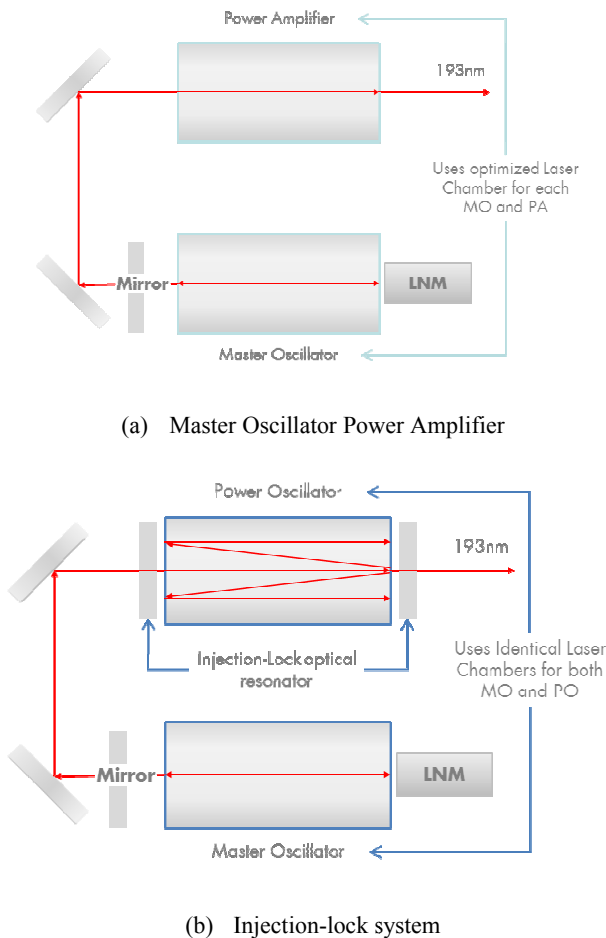 Power Amplifier
193nm
Uses optimized Laser
Chamber for each
MO and PA
Mirror
LNM
Master Oscillator
(a) Master Oscillator Power Amplifier
Power Oscillator
193nm
Injection-Lock optical
resonator
Uses Identical Laser
Chambers for both
MO and PO
Mirror
LNM
Master Oscillator
(b) Injection-lock system